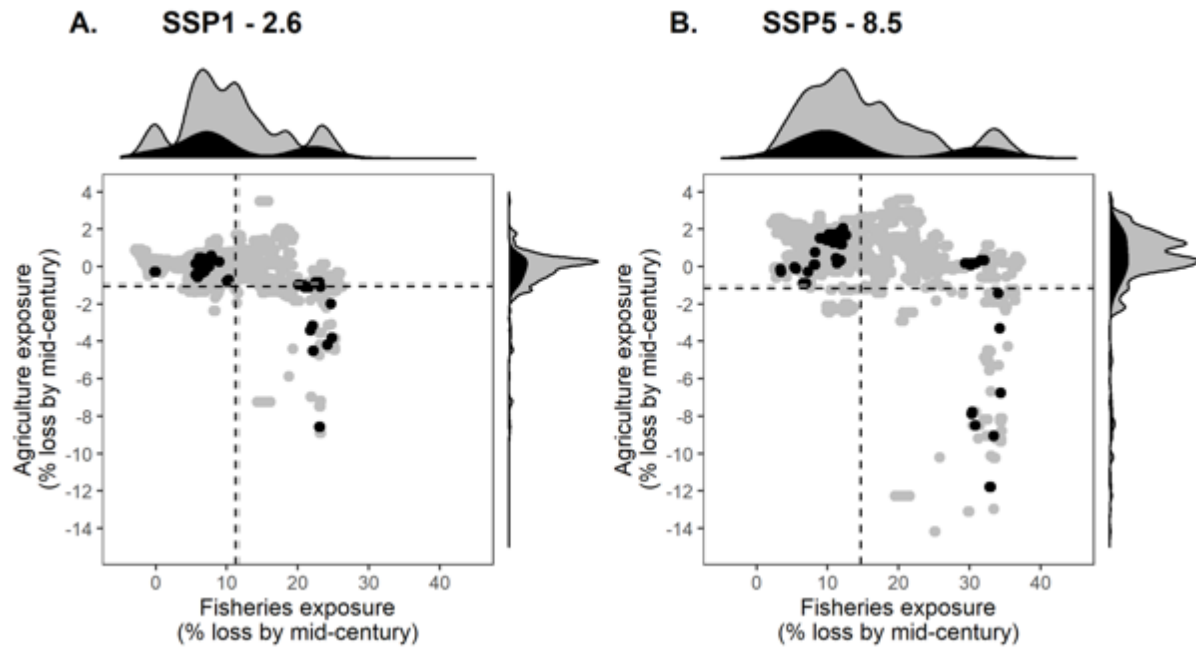 A. SSP1 - 2.6
B. SSP5 - 8.5
Agriculture exposure
(% loss by mid-century)
4
2
0
-2
-4
-6
-8
-10
-12
-14
0 10 20 30 40
Fisheries exposure
(% loss by mid-century)
Agriculture exposure
(% loss by mid-century)
4
2
0
-2
-4
-6
-8
-10
-12
-14
0 10 20 30 40
Fisheries exposure
(% loss by mid-century)